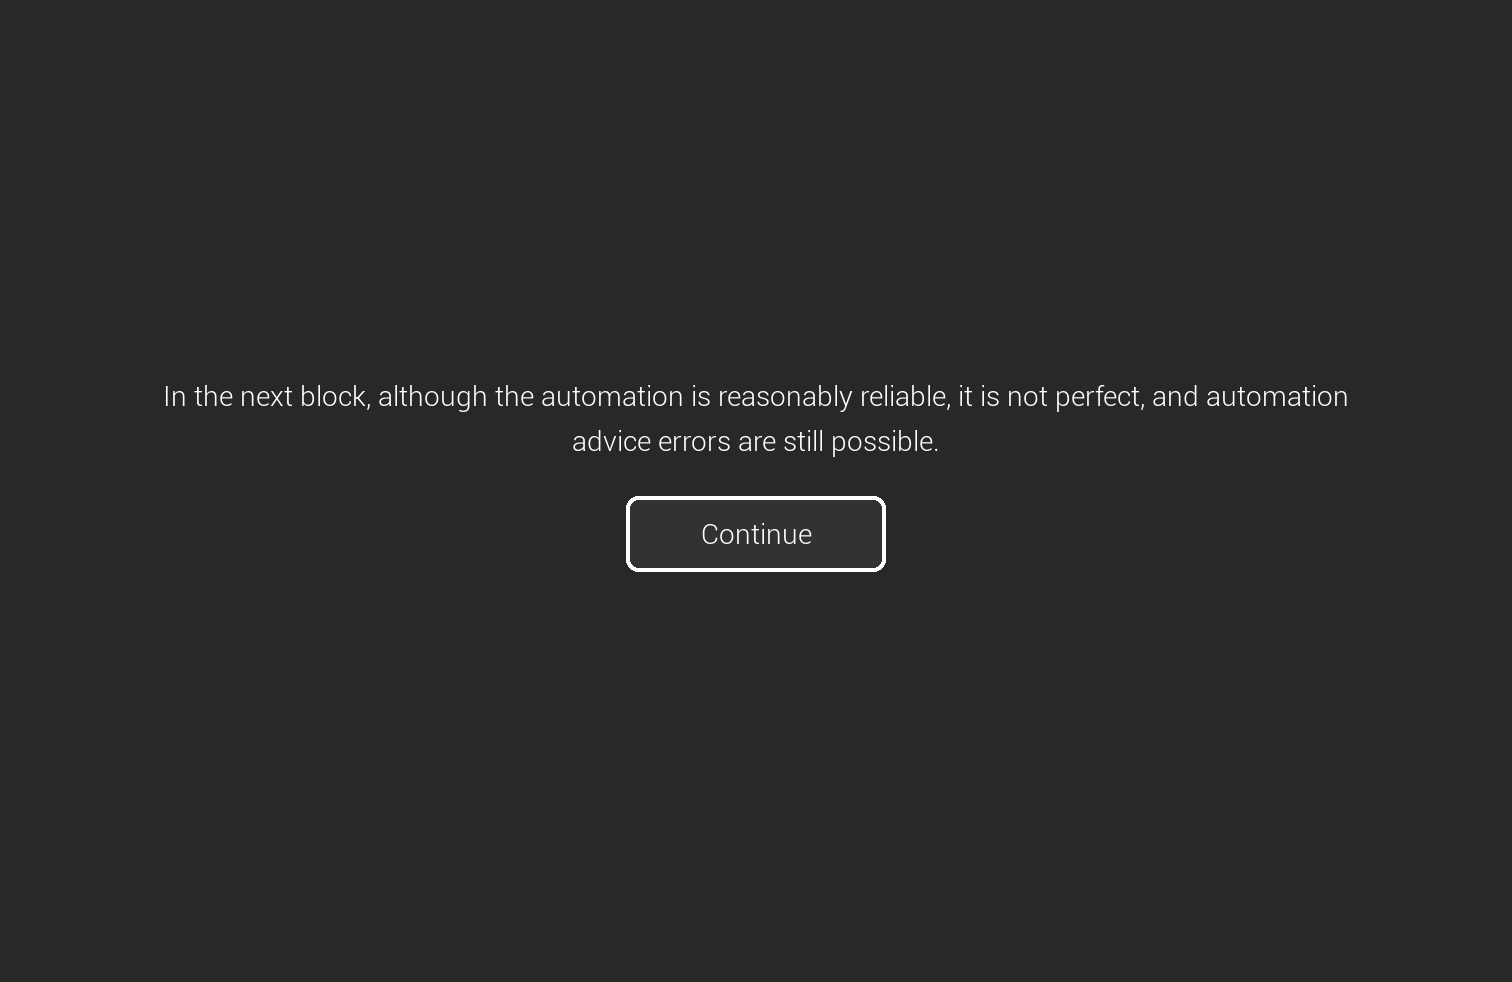 In the next block, although the automation is reasonably reliable, it is not perfect, and automation
advice errors are still possible.
Continue